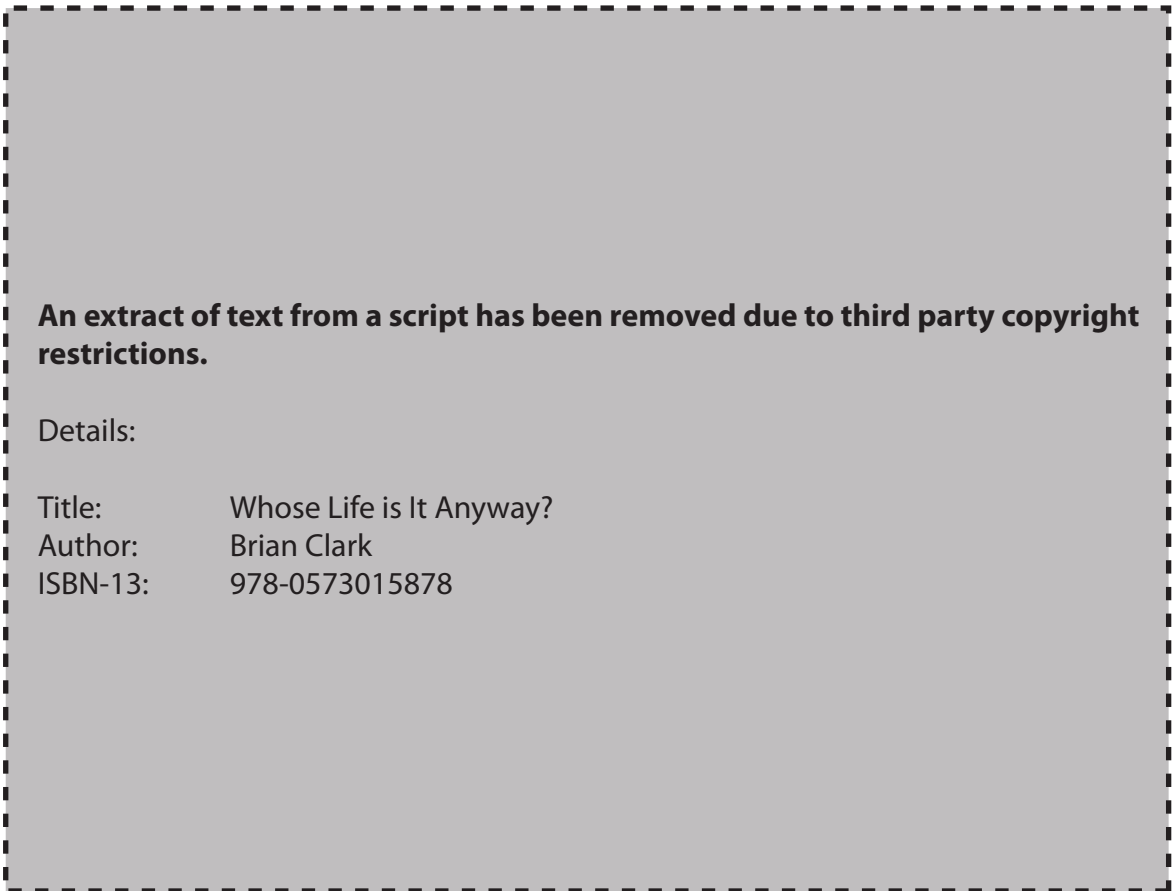 An extract of text from a script has been removed due to third party copyright
restrictions.
Details:
Title: Whose Life is It Anyway?
Author: Brian Clark
ISBN-13: 978-0573015878